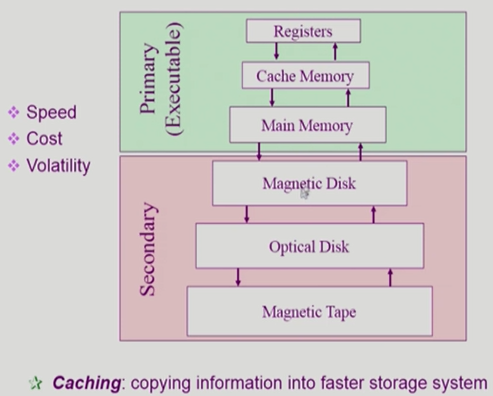 Primary
(Executable)
Registers
Cache Memory
Main Memory
Speed
Cost
Volatility
Secondary
Magnetic Disk
Optical Disk
Magnetic Tape
Caching: copying information into faster storage system